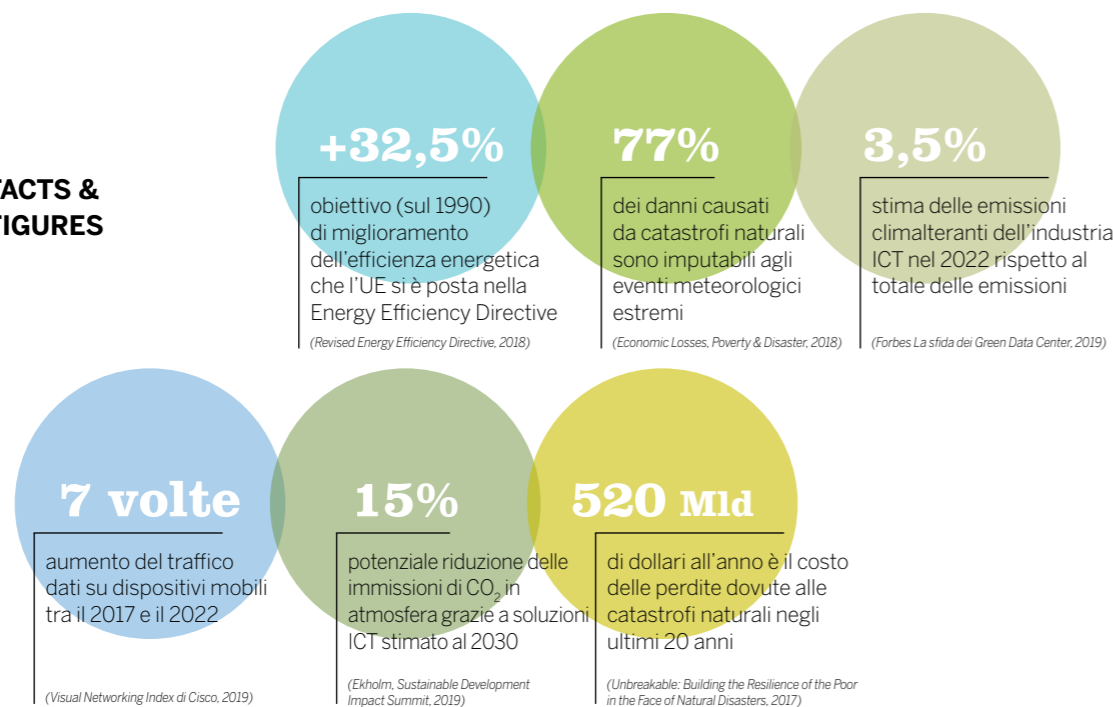 FACTS &
FIGURES
+32,5%
obiettivo (sul 1990)
di miglioramento
dell'efficienza energetica
che l'UE si è posta nella
Energy Efficiency Directive
(Revised Energy Efficiency Directive, 2018)
77%
dei danni causati
da catastrofi naturali
sono imputabili agli
eventi meteorologici
estremi
(Economic Losses, Poverty & Disaster, 2018)
3,5%
stima delle emissioni
climalteranti dell'industria
ICT nel 2022 rispetto al
totale delle emissioni
(Forbes La sfida dei Green Data Center, 2019)
7 volte
aumento del traffico
dati su dispositivi mobili
tra il 2017 e il 2022
(Visual Networking Index di Cisco, 2019)
15%
potenziale riduzione delle
immissioni di CO₂ in
atmosfera grazie a soluzioni
ICT stimato al 2030
(Ekholm, Sustainable Development
Impact Summit, 2019)
520 Mld
di dollari all'anno è il costo
delle perdite dovute alle
catastrofi naturali negli
ultimi 20 anni
(Unbreakable: Building the Resilience of the Poor
in the Face of Natural Disasters, 2017)